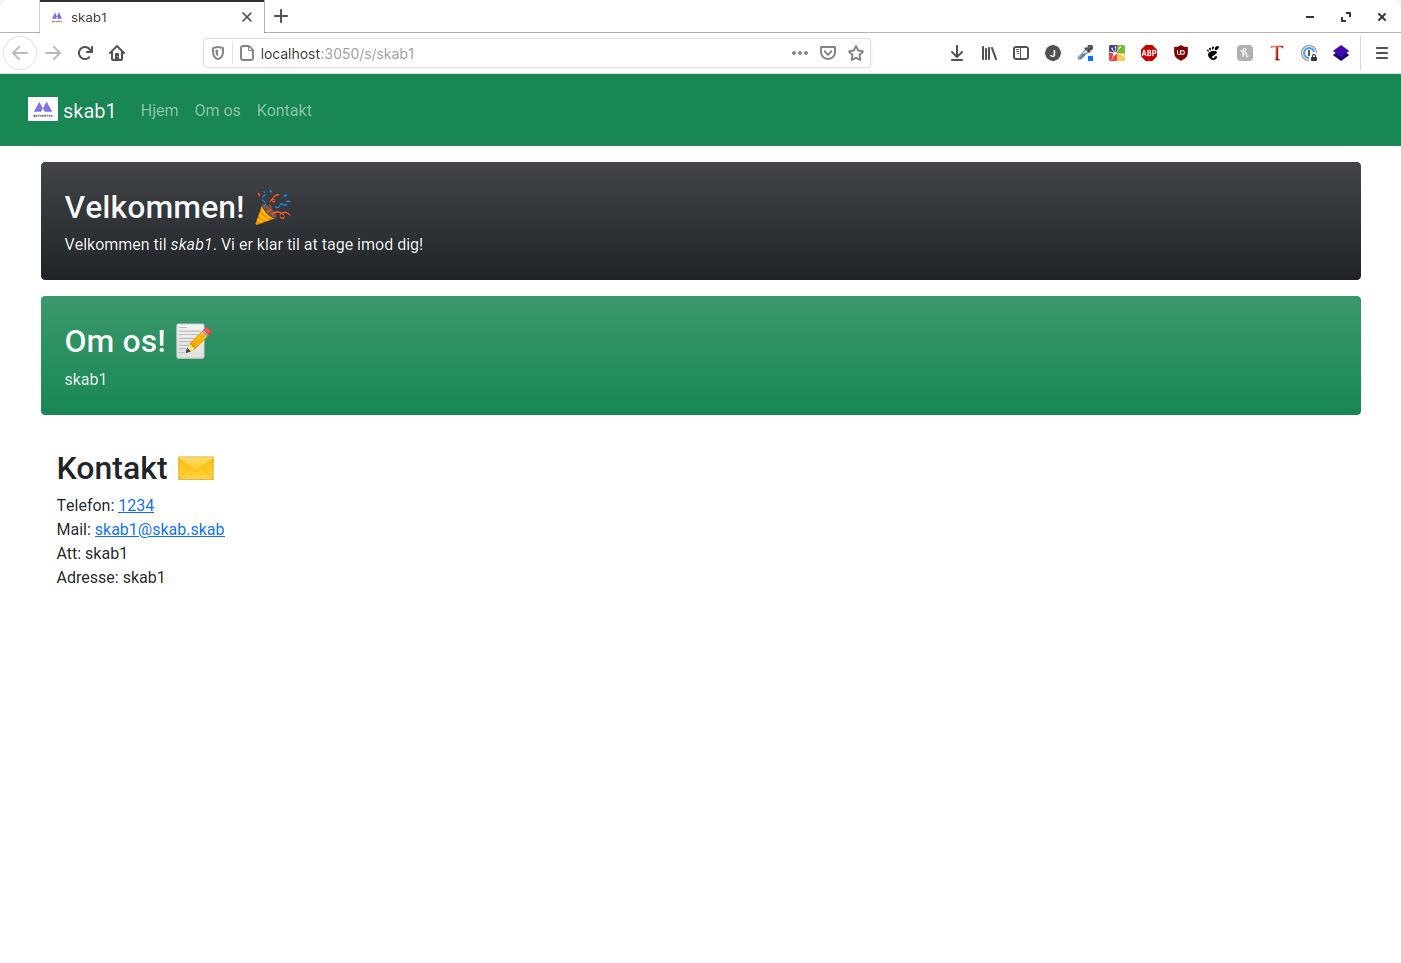 skab1
localhost:3050/s/skab1
J
ABP
skab1
Hjem
Om os
Kontakt
Velkommen! 🎉
Velkommen til skab1. Vi er klar til at tage imod dig!
Om os! 📝
skab1
Kontakt ✉️
Telefon: 1234
Mail: skab1@skab.skab
Att: skab1
Adresse: skab1